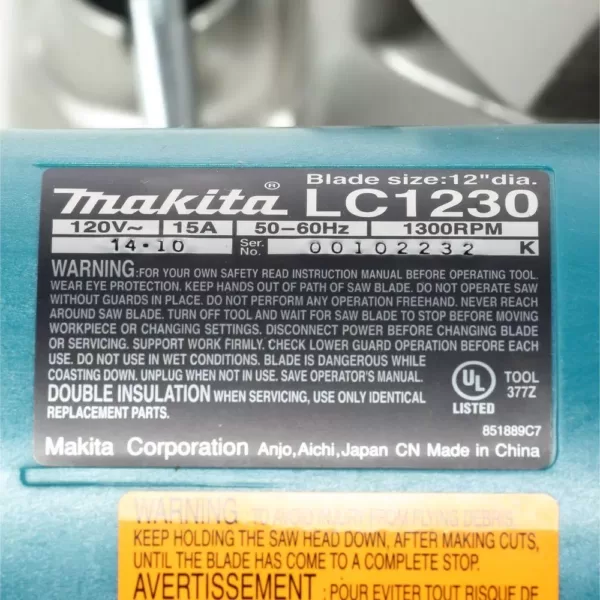 Blade size:12"dia.
makita® LC1230
120V~ 15A 50-60Hz 1300RPM
14·10 Ser. No. 00102232 K
WARNING:FOR YOUR OWN SAFETY READ INSTRUCTION MANUAL BEFORE OPERATING TOOL.
WEAR EYE PROTECTION. KEEP HANDS OUT OF PATH OF SAW BLADE. DO NOT OPERATE SAW
WITHOUT GUARDS IN PLACE. DO NOT PERFORM ANY OPERATION FREEHAND. NEVER REACH
AROUND SAW BLADE. TURN OFF TOOL AND WAIT FOR SAW BLADE TO STOP BEFORE MOVING
WORKPIECE OR CHANGING SETTINGS. DISCONNECT POWER BEFORE CHANGING BLADE
OR SERVICING. SUPPORT WORK FIRMLY. CHECK LOWER GUARD OPERATION BEFORE EACH
USE. DO NOT USE IN WET CONDITIONS. BLADE IS DANGEROUS WHILE
COASTING DOWN. UNPLUG WHEN NOT IN USE. SAVE OPERATOR'S MANUAL.
DOUBLE INSULATION WHEN SERVICING, USE ONLY IDENTICAL
REPLACEMENT PARTS.
UL
LISTED
TOOL
377Z
851889C7
Makita Corporation Anjo,Aichi,Japan CN Made in China
WARNING : TO REDUCE RISK FROM FLYING DEBRIS.
KEEP HOLDING THE SAW HEAD DOWN, AFTER MAKING CUTS,
UNTIL THE BLADE HAS COME TO A COMPLETE STOP.
AVERTISSEMENT : POUR EVITER TOUT RISQUE DE